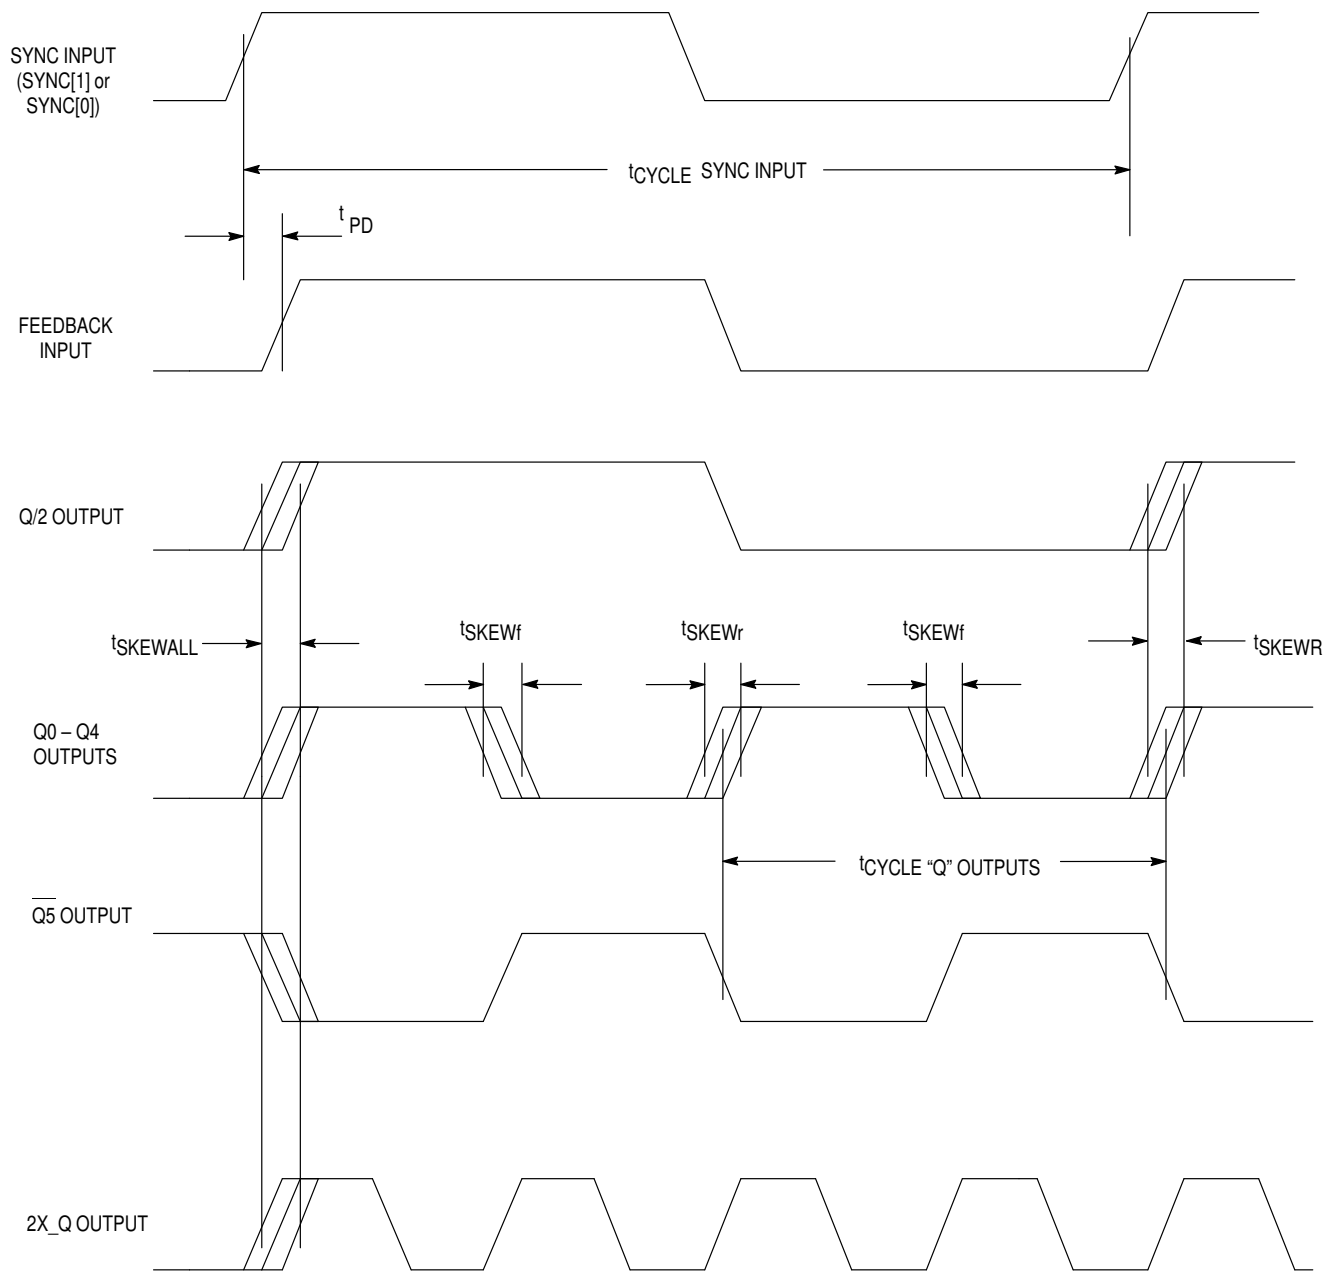 SYNC INPUT
(SYNC[1] or
SYNC[0])
tCYCLE SYNC INPUT
tPD
FEEDBACK
INPUT
Q/2 OUTPUT
tSKEWALL
tSKEWf
tSKEWr
tSKEWf
tSKEWR
Q0 – Q4
OUTPUTS
tCYCLE “Q” OUTPUTS
Q5 OUTPUT
2X_Q OUTPUT